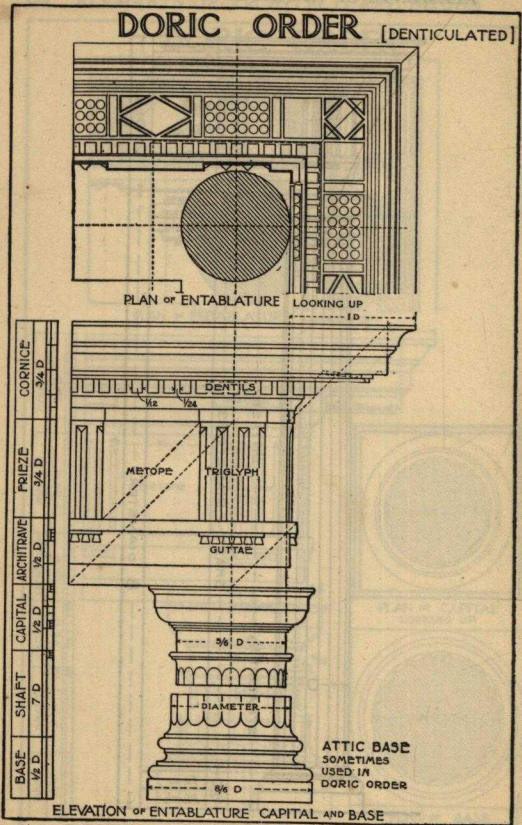 DORIC ORDER [DENTICULATED]
PLAN OF ENTABLATURE LOOKING UP
1 D
CORNICE
3/4 D
FRIEZE
3/4 D
ARCHITRAVE
1/2 D
CAPITAL
1/2 D
SHAFT
7 D
BASE
1/2 D
DENTILS
1/12
1/24
METOPE
TRIGLYPH
GUTTAE
5/6 D
DIAMETER
8/6 D
ATTIC BASE
SOMETIMES
USED IN
DORIC ORDER
ELEVATION OF ENTABLATURE CAPITAL AND BASE